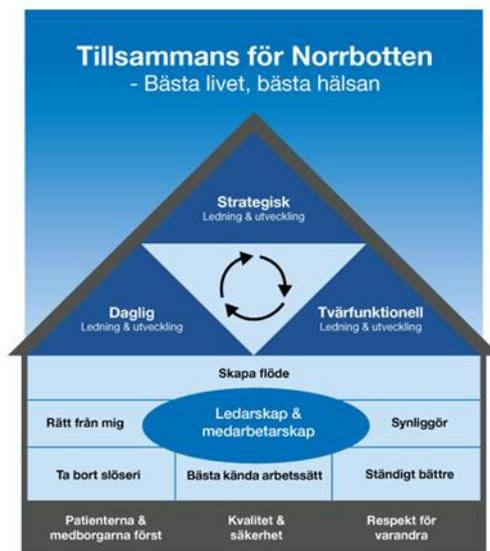 Tillsammans för Norrbotten
- Bästa livet, bästa hälsan
Strategisk
Ledning & utveckling
Daglig
Ledning & utveckling
Tvärfunktionell
Ledning & utveckling
Skapa flöde
Rätt från mig
Ledarskap &
medarbetarskap
Synliggör
Ta bort slöseri
Bästa kända arbetssätt
Ständigt bättre
Patienterna &
medborgarna först
Kvalitet &
säkerhet
Respekt för
varandra